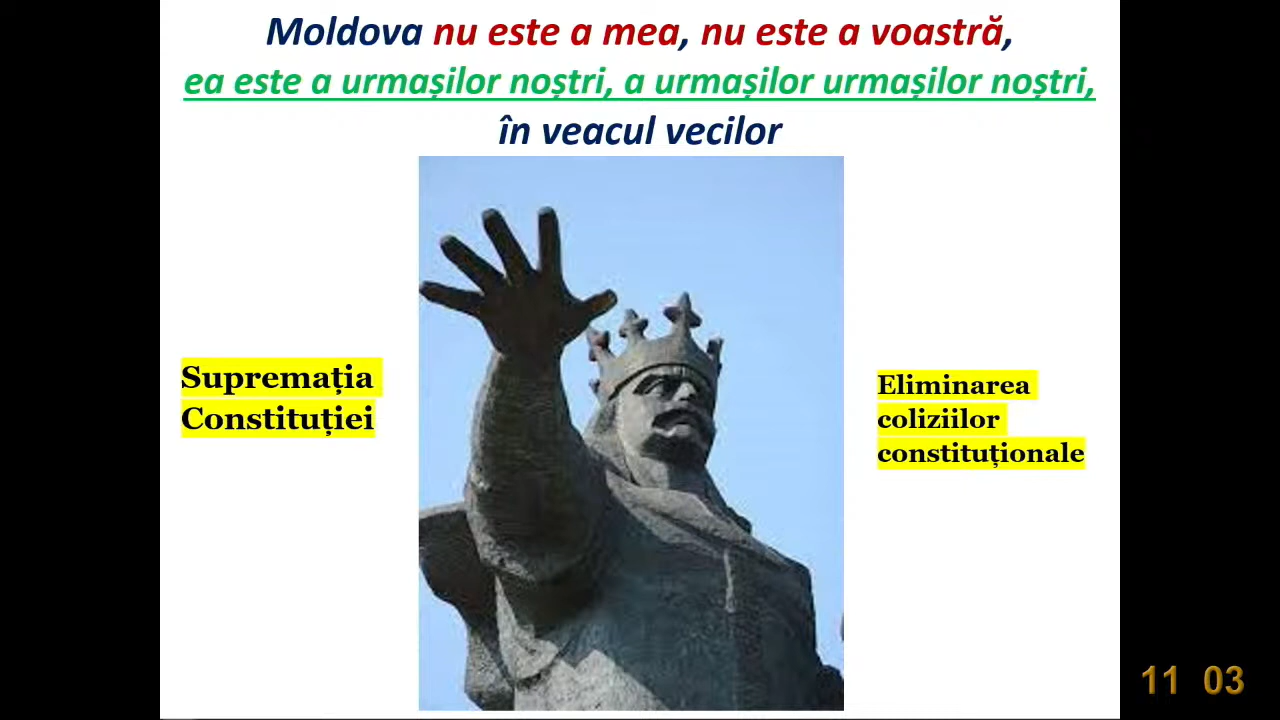 Moldova nu este a mea, nu este a voastră,
ea este a urmașilor noștri, a urmașilor urmașilor noștri,
în veacul vecilor
Supremația
Constituției
Eliminarea
coliziilor
constituționale
11 03